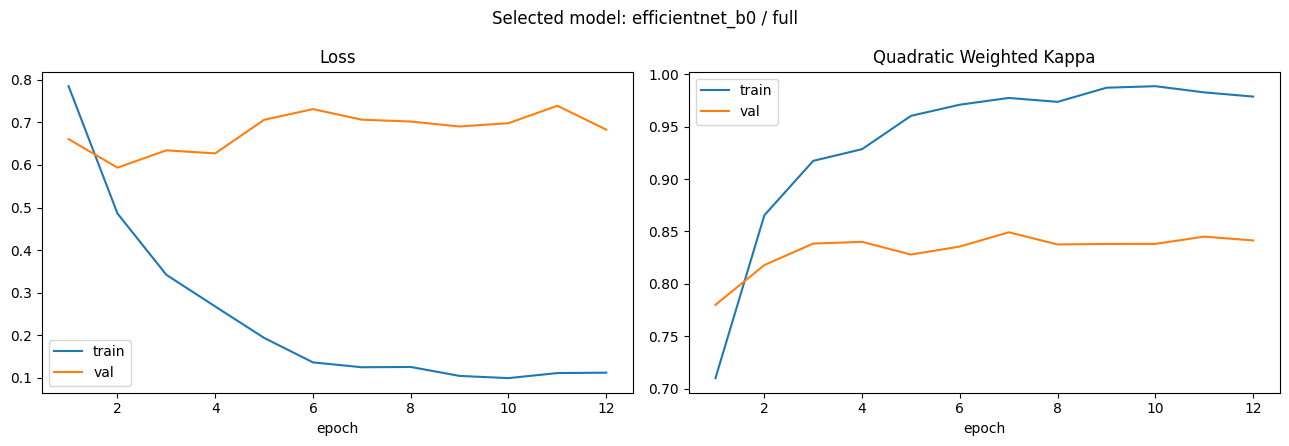 Selected model: efficientnet_b0 / full
Loss
0.8
0.7
0.6
0.5
0.4
0.3
0.2
0.1
train
val
2 4 6 8 10 12
epoch
Quadratic Weighted Kappa
1.00
0.95
0.90
0.85
0.80
0.75
0.70
train
val
2 4 6 8 10 12
epoch